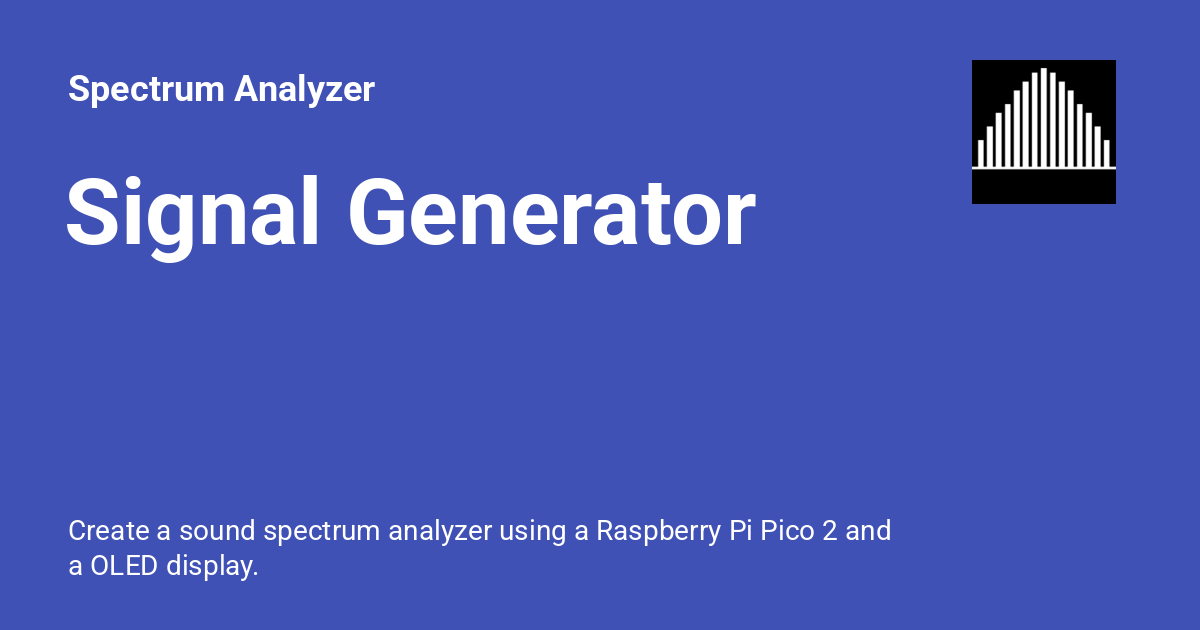 Spectrum Analyzer
Signal Generator
Create a sound spectrum analyzer using a Raspberry Pi Pico 2 and
a OLED display.